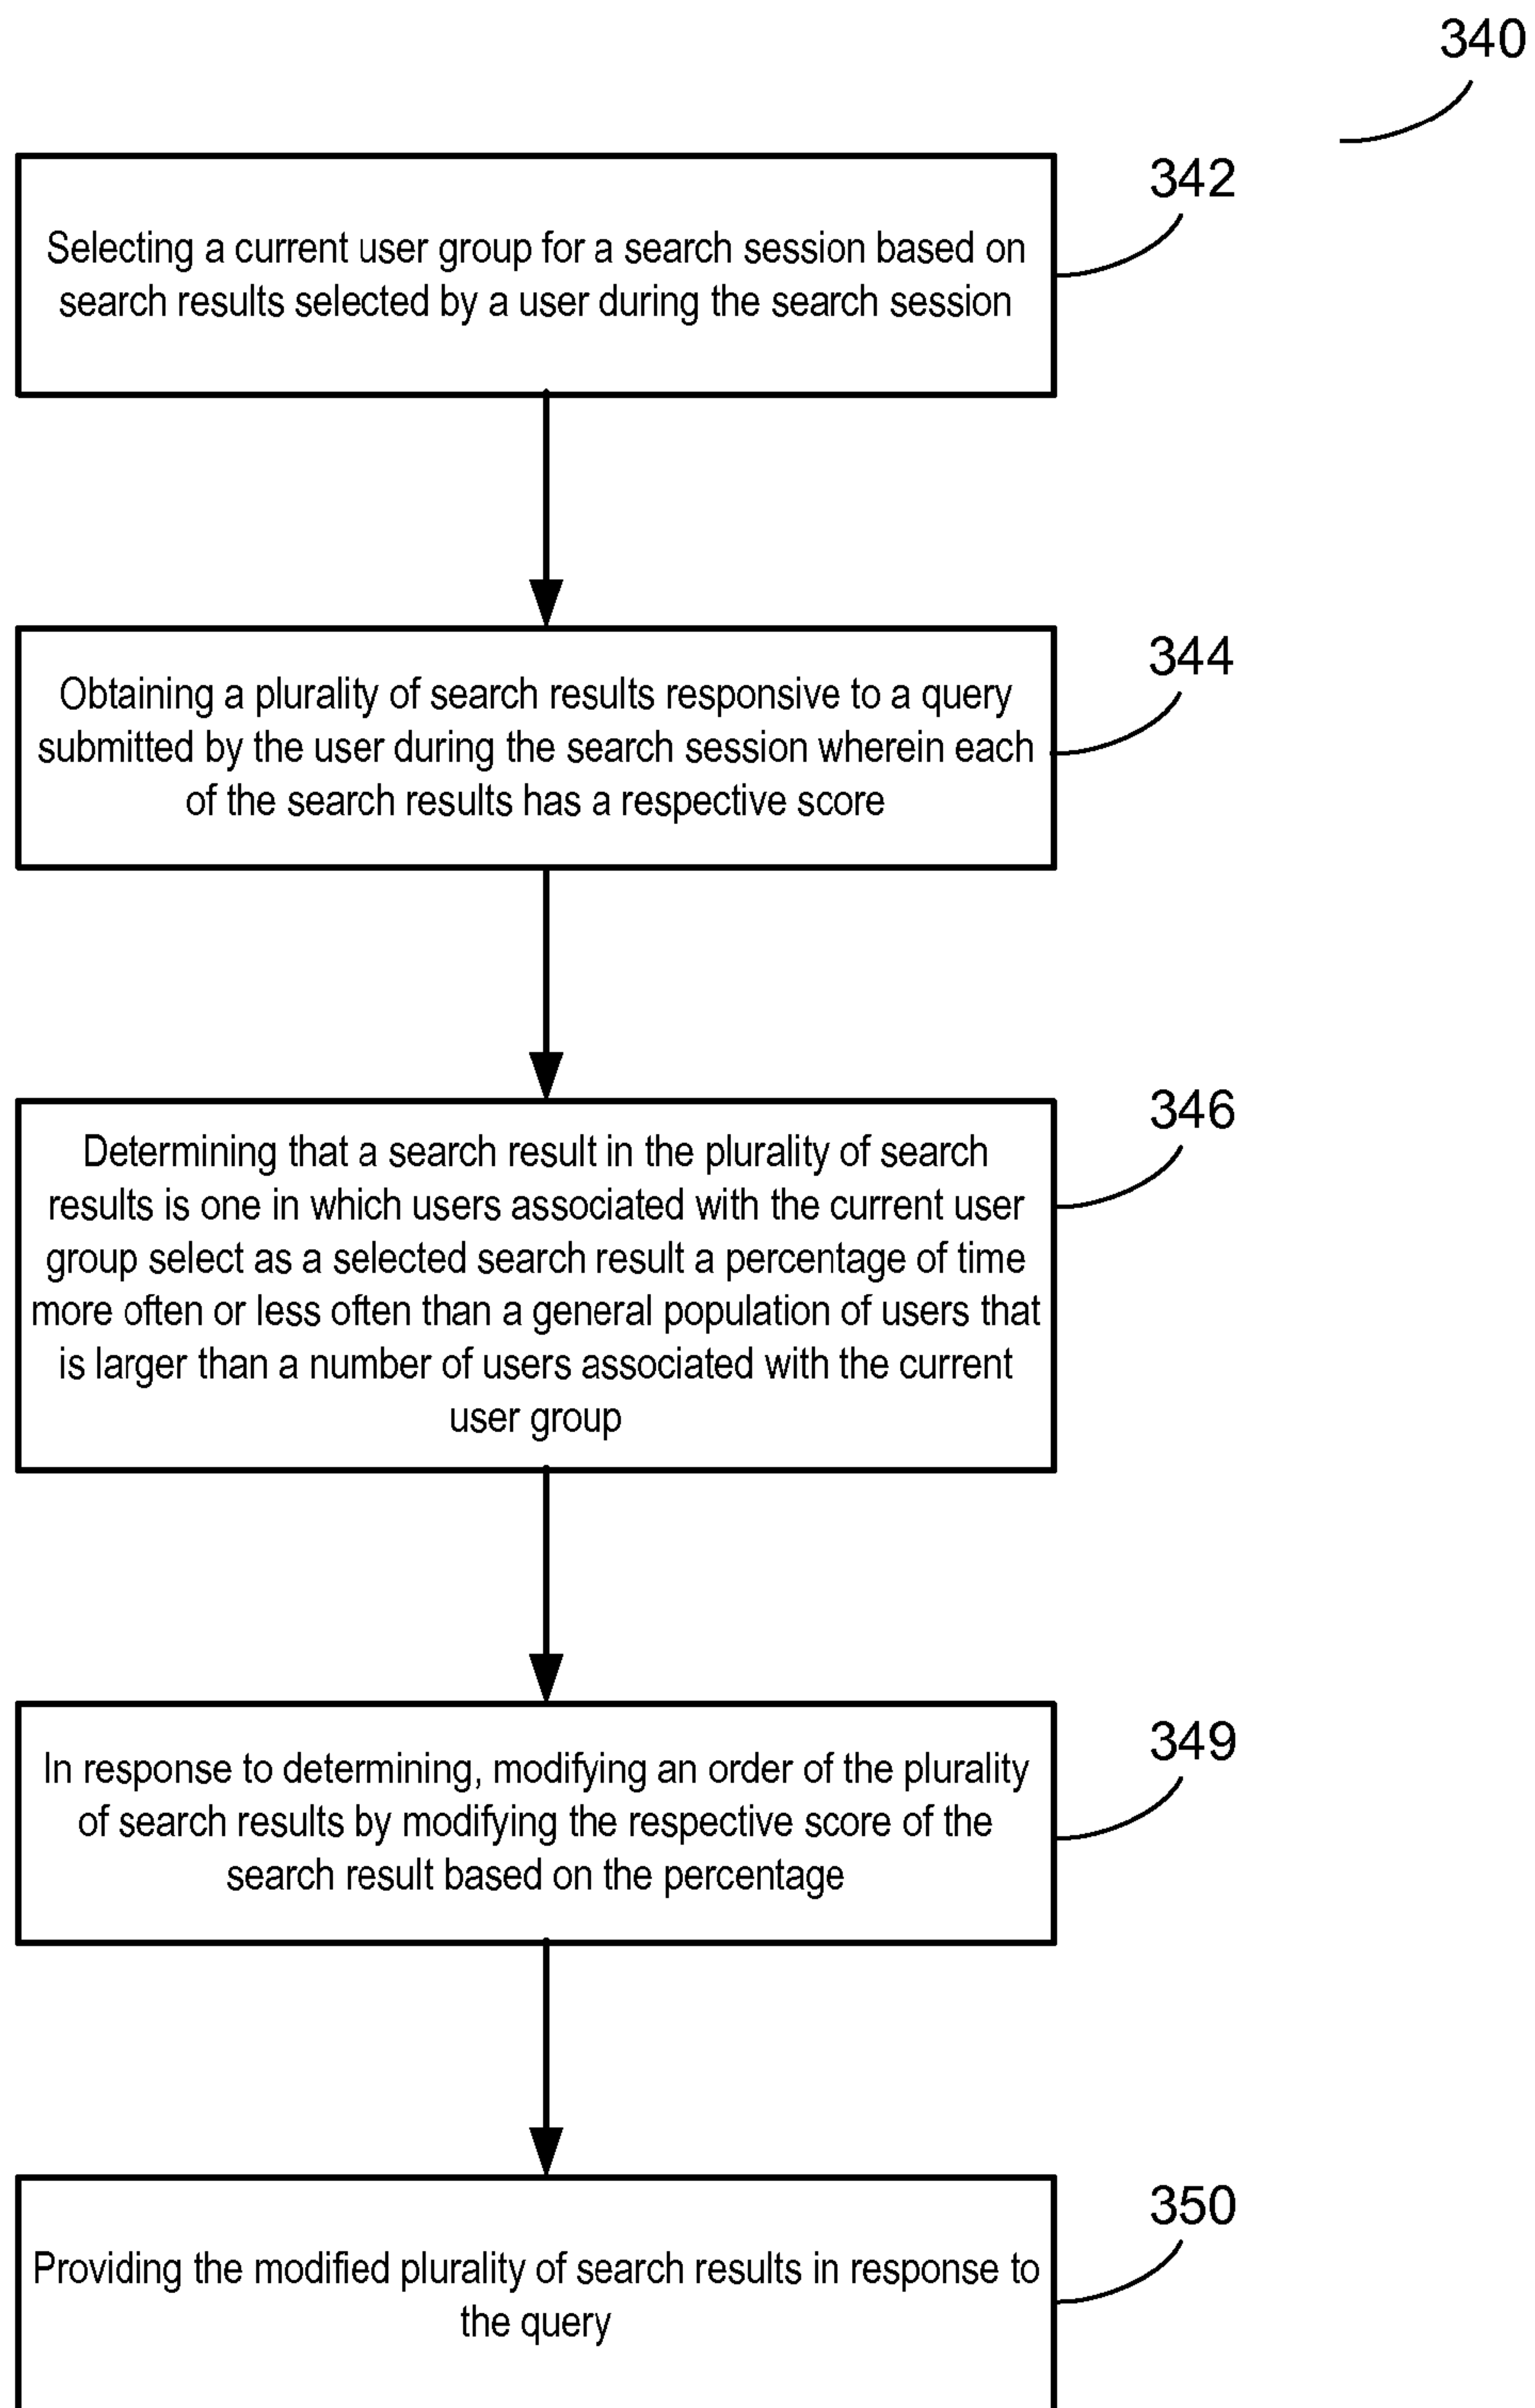 340
342
Selecting a current user group for a search session based on
search results selected by a user during the search session
344
Obtaining a plurality of search results responsive to a query
submitted by the user during the search session wherein each
of the search results has a respective score
346
Determining that a search result in the plurality of search
results is one in which users associated with the current user
group select as a selected search result a percentage of time
more often or less often than a general population of users that
is larger than a number of users associated with the current
user group
349
In response to determining, modifying an order of the plurality
of search results by modifying the respective score of the
search result based on the percentage
350
Providing the modified plurality of search results in response to
the query